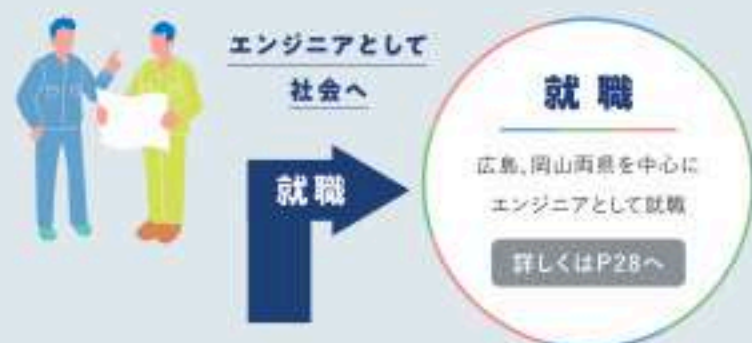 エンジニアとして
社会へ
就職
就職
広島、岡山両県を中心に
エンジニアとして就職
詳しくはP28へ